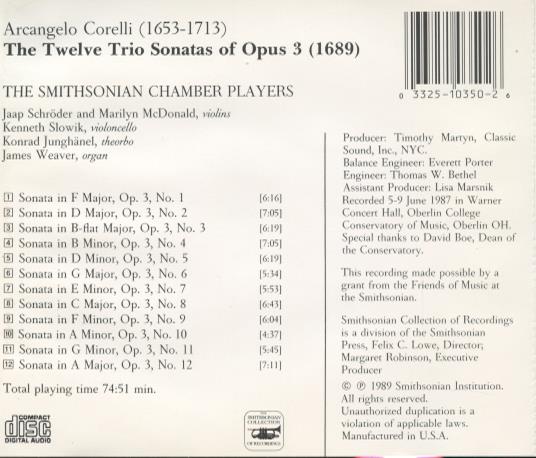 Arcangelo Corelli (1653-1713)
The Twelve Trio Sonatas of Opus 3 (1689)
0 3325-10350-2 6
THE SMITHSONIAN CHAMBER PLAYERS
Jaap Schröder and Marilyn McDonald, violins
Kenneth Slowik, violoncello
Konrad Junghänel, theorbo
James Weaver, organ
1 Sonata in F Major, Op. 3, No. 1 [6:16]
2 Sonata in D Major, Op. 3, No. 2 [7:05]
3 Sonata in B-flat Major, Op. 3, No. 3 [6:19]
4 Sonata in B Minor, Op. 3, No. 4 [7:05]
5 Sonata in D Minor, Op. 3, No. 5 [6:19]
6 Sonata in G Major, Op. 3, No. 6 [5:34]
7 Sonata in E Minor, Op. 3, No. 7 [5:53]
8 Sonata in C Major, Op. 3, No. 8 [6:43]
9 Sonata in F Minor, Op. 3, No. 9 [6:04]
10 Sonata in A Minor, Op. 3, No. 10 [4:37]
11 Sonata in G Minor, Op. 3, No. 11 [5:45]
12 Sonata in A Major, Op. 3, No. 12 [7:11]
Total playing time 74:51 min.
COMPACT
disc
DIGITAL AUDIO
THE
SMITHSONIAN
COLLECTION
OF RECORDINGS
Producer: Timothy Martyn, Classic
Sound, Inc., NYC.
Balance Engineer: Everett Porter
Engineer: Thomas W. Bethel
Assistant Producer: Lisa Marsnik
Recorded 5-9 June 1987 in Warner
Concert Hall, Oberlin College
Conservatory of Music, Oberlin OH.
Special thanks to David Boe, Dean of
the Conservatory.
This recording made possible by a
grant from the Friends of Music at
the Smithsonian.
Smithsonian Collection of Recordings
is a division of the Smithsonian
Press, Felix C. Lowe, Director;
Margaret Robinson, Executive
Producer
© ℗ 1989 Smithsonian Institution.
All rights reserved.
Unauthorized duplication is a
violation of applicable laws.
Manufactured in U.S.A.